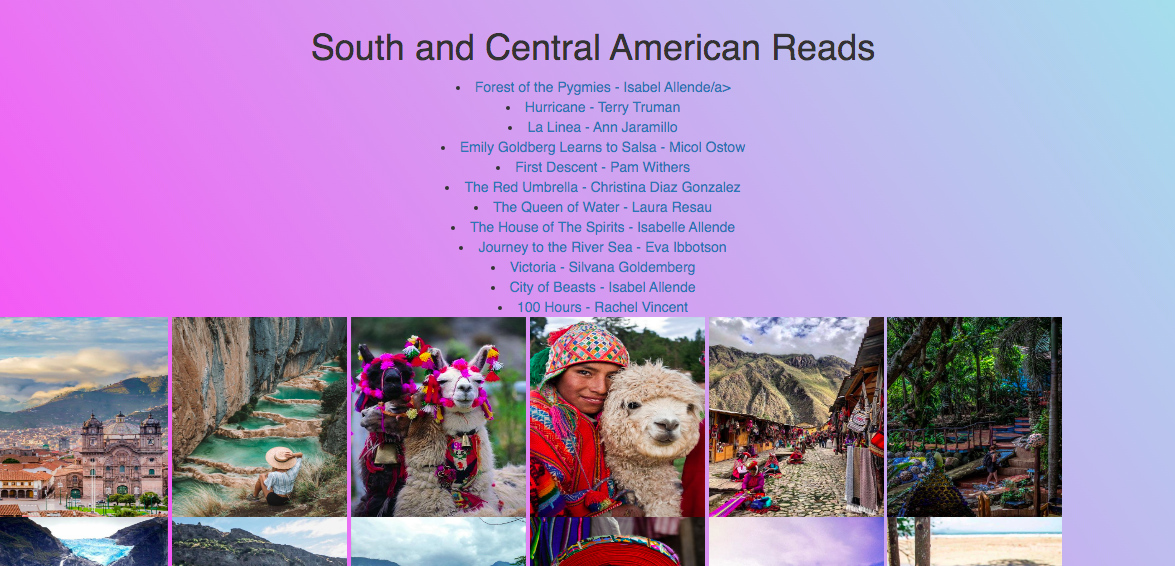 South and Central American Reads
• Forest of the Pygmies - Isabel Allende/a>
• Hurricane - Terry Truman
• La Linea - Ann Jaramillo
• Emily Goldberg Learns to Salsa - Micol Ostow
• First Descent - Pam Withers
• The Red Umbrella - Christina Diaz Gonzalez
• The Queen of Water - Laura Resau
• The House of The Spirits - Isabelle Allende
• Journey to the River Sea - Eva Ibbotson
• Victoria - Silvana Goldemberg
• City of Beasts - Isabel Allende
• 100 Hours - Rachel Vincent